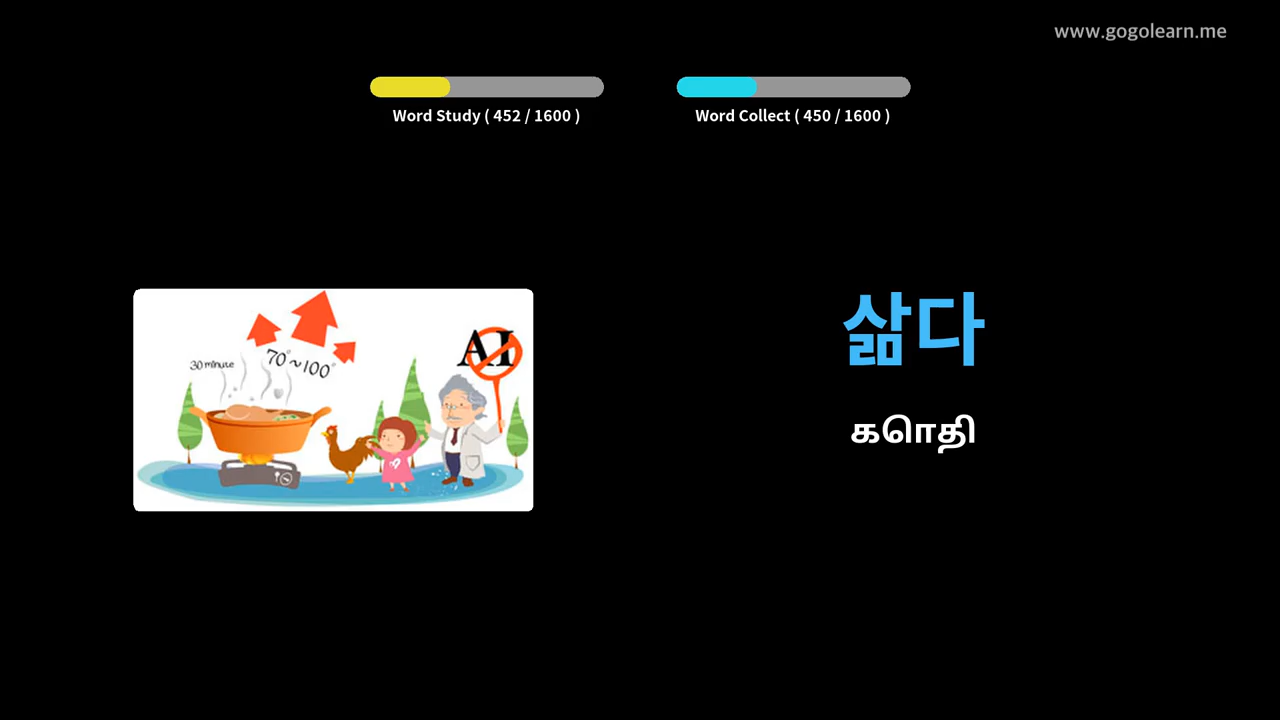 www.gogolearn.me
Word Study ( 452 / 1600 )
Word Collect ( 450 / 1600 )
30 minute
70°~100°
AI
삶다
கொதி